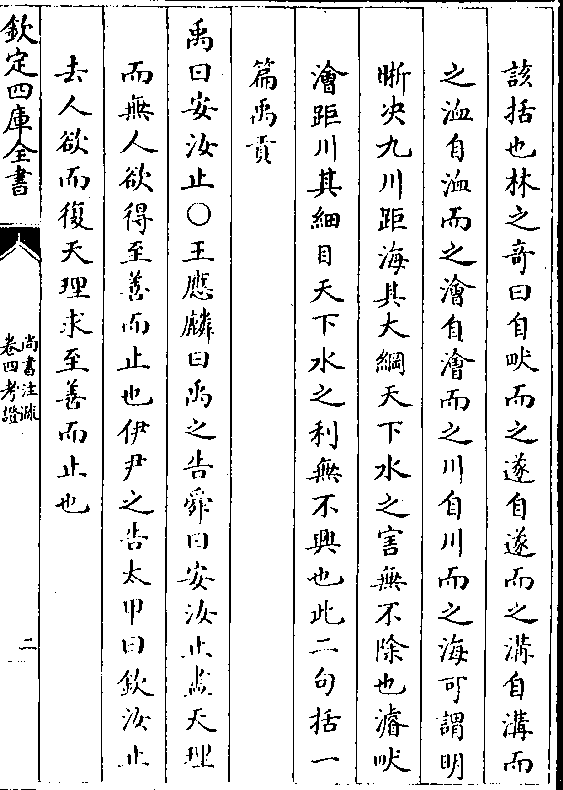 該括也林之竒曰自畎而之遂自遂而之溝自溝而
之洫自洫而之澮自澮而之川自川而之海可謂明
晰决九川距海其大綱天下水之害無不除也濬畎
澮距川其細目天下水之利無不興也此二句括一
篇禹貢
禹曰安汝止○王應麟曰禹之告舜曰安汝止盡天理
而無人欲得至善而止也伊尹之告太甲曰欽汝止
去人欲而復天理求至善而止也
欽定四庫全書
尚書注疏
卷四考證
二